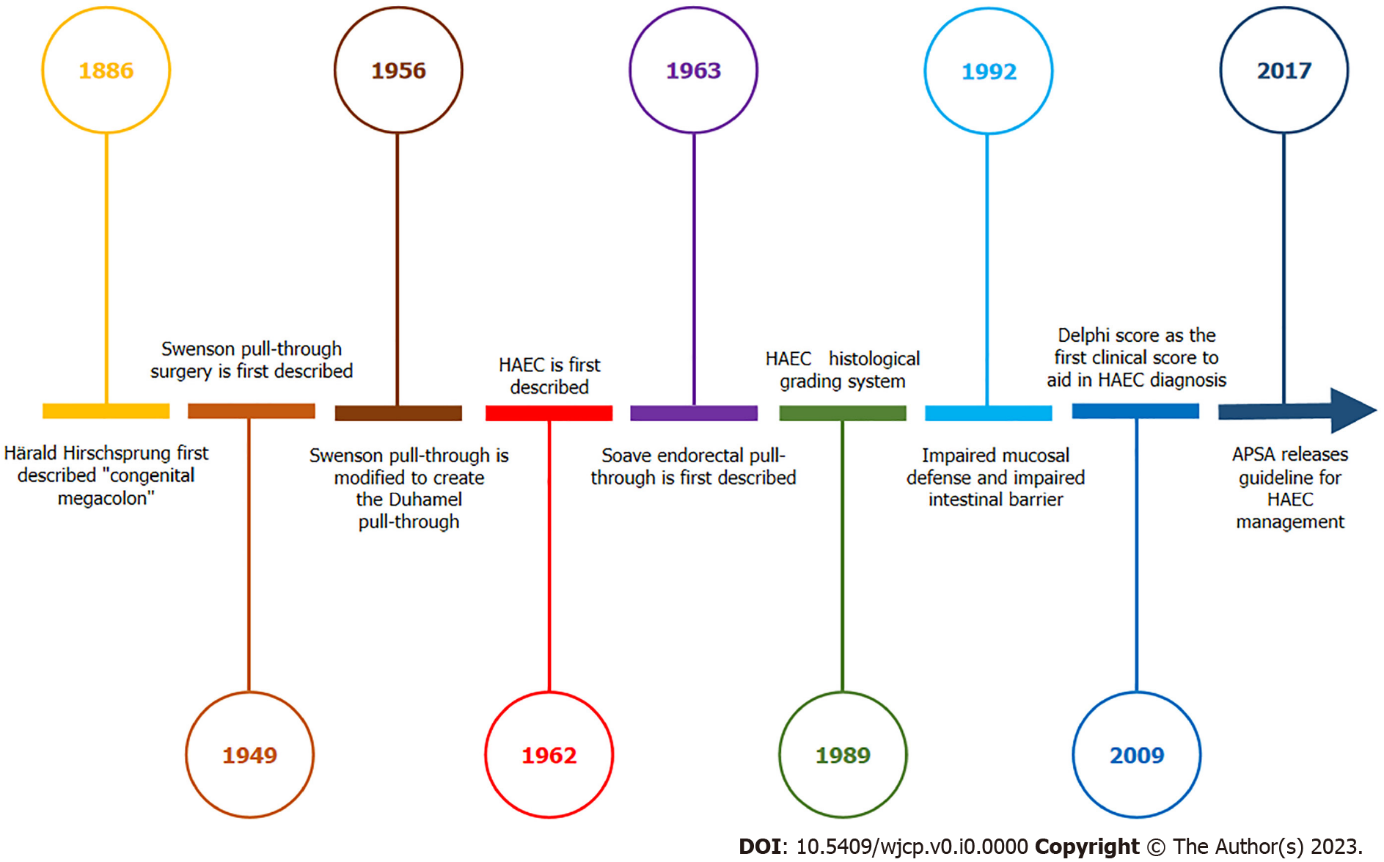 1886
1956
1963
1992
2017
Swenson pull-through
surgery is first described
HAEC is first
described
HAEC histological
grading system
Delphi score as the
first clinical score to
aid in HAEC diagnosis
Härald Hirschsprung first
described "congenital
megacolon"
Swenson pull-through is
modified to create
the Duhamel
pull-through
Soave endorectal pull-
through is first described
Impaired mucosal
defense and impaired
intestinal barrier
APSA releases
guideline for
HAEC
management
1949
1962
1989
2009
DOI: 10.5409/wjcp.v0.i0.0000 Copyright © The Author(s) 2023.